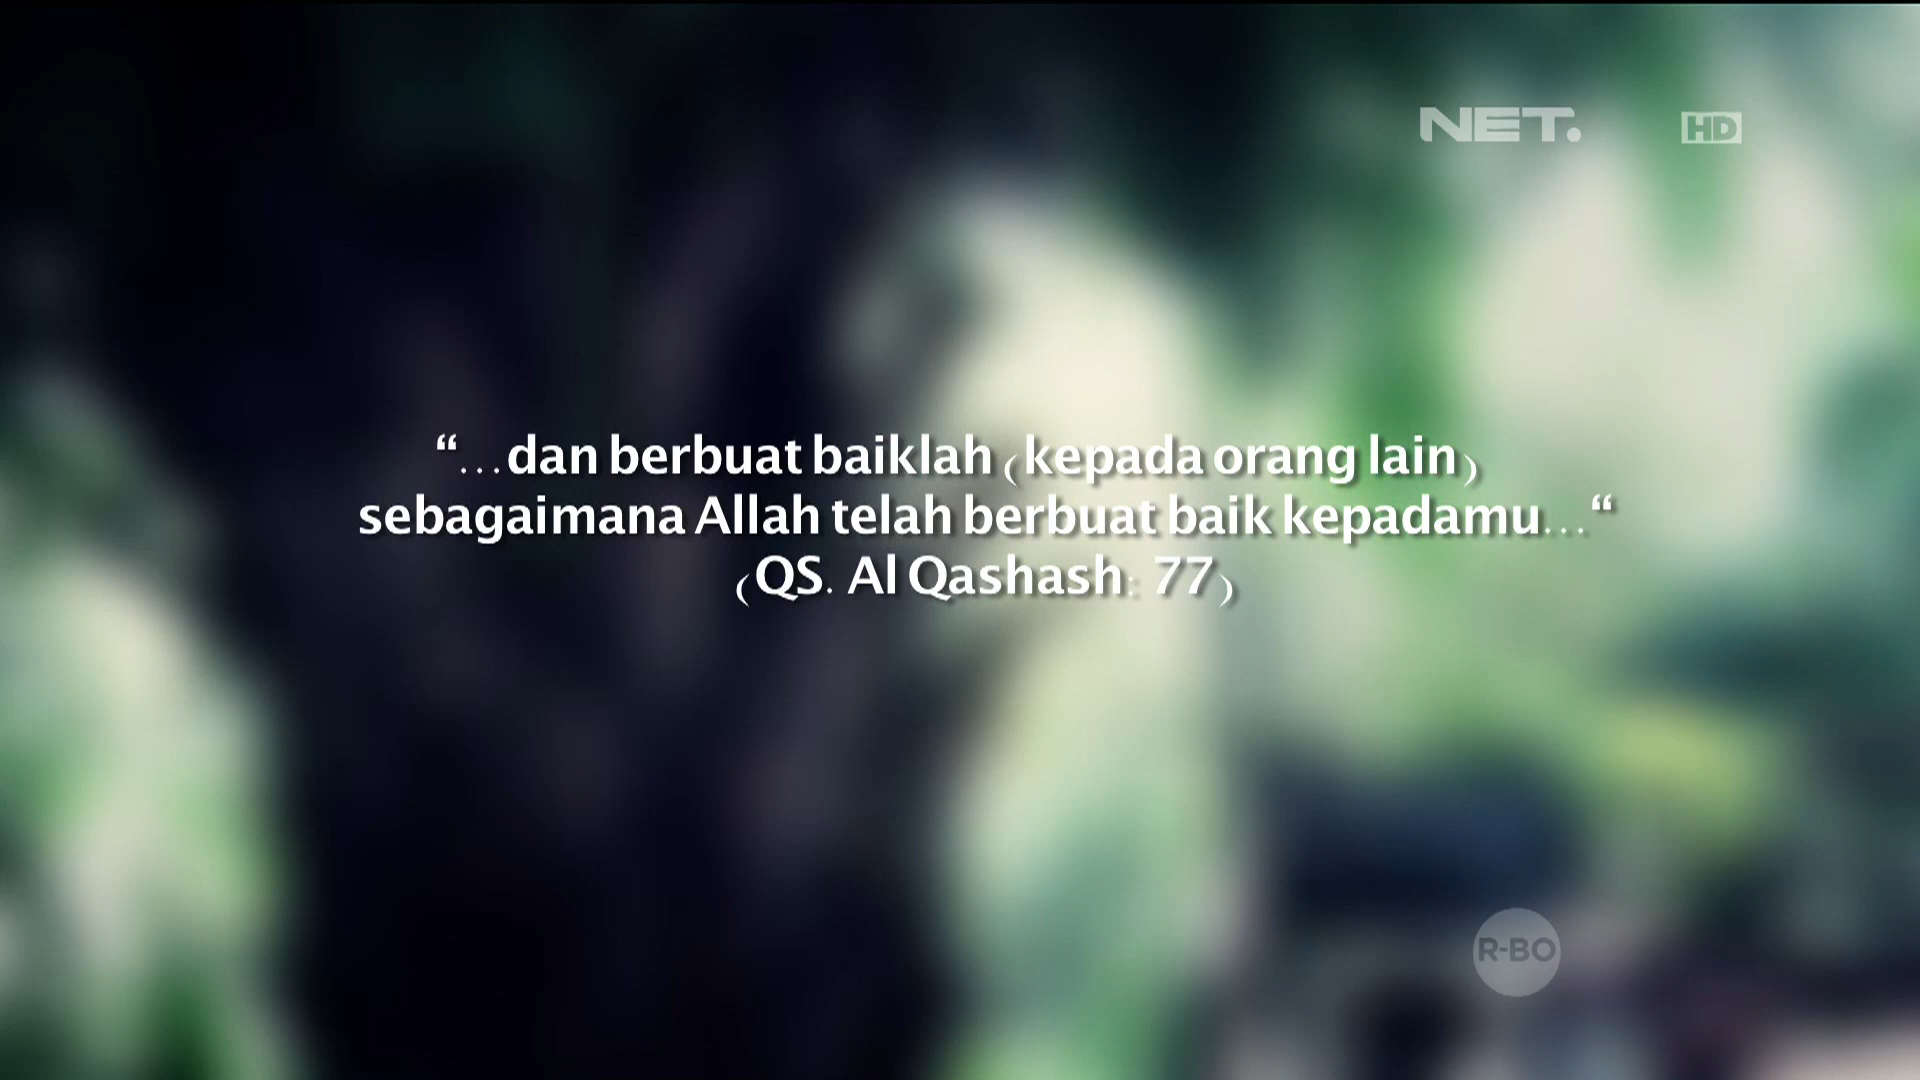 NET. HD
“...dan berbuat baiklah (kepada orang lain)
sebagaimana Allah telah berbuat baik kepadamu...“
(QS. Al Qashash: 77)
R-BO